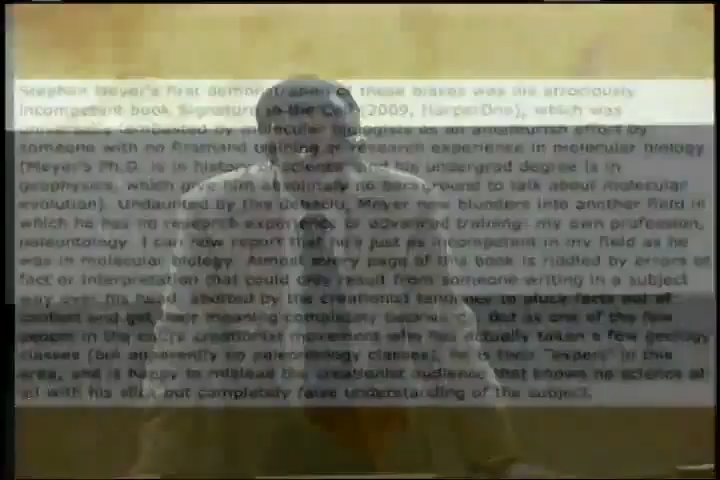 Stephen Meyer's first demonstration of these biases was his atrociously
incompetent book Signature in the Cell (2009, HarperOne), which was
by molecular biologists as an amateurish effort by
someone with no firsthand training or research experience in molecular biology
(Meyer's Ph.D. is in history of science, and his undergrad degree is in
geophysics, which give him absolutely no background to talk about molecular
evolution). Undaunted by this debacle, Meyer now blunders into another field in
which he has no research experience or advanced training: my own profession,
paleontology. I can now report that he's just as incompetent in my field as he
was in molecular biology. Almost every page of this book is riddled by errors of
fact or interpretation that could only result from someone writing in a subject
way over his head, abetted by the creationist tendency to pluck facts out of
context and get their meaning completely backwards. But as one of the few
people in the entire creationist movement who has actually taken a few geology
classes (but apparently no paleontology classes), he is their "expert" in this
area, and is happy to mislead the creationist audience that knows no science at
all with his slick but completely false understanding of the subject.